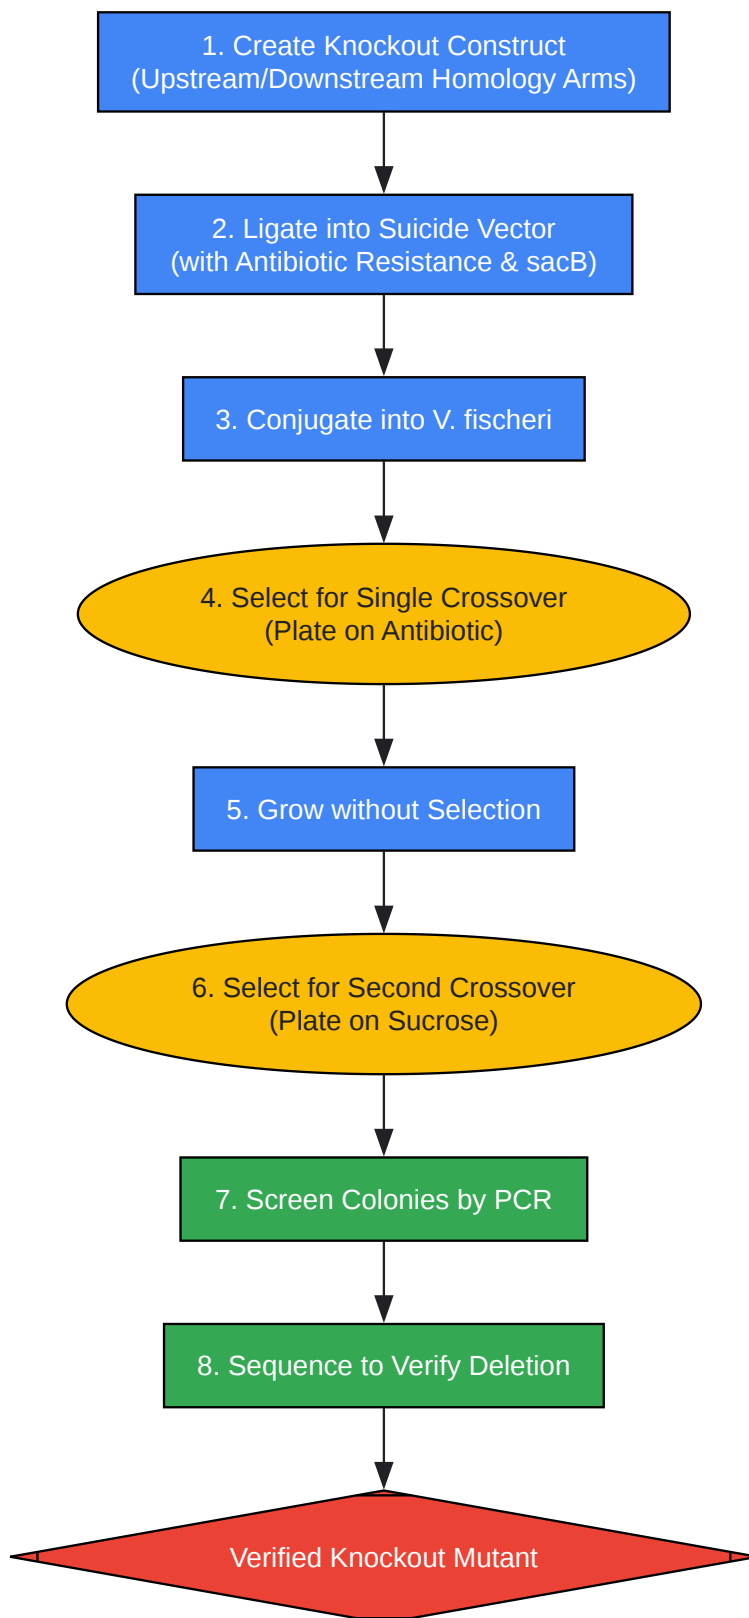 1. Create Knockout Construct
(Upstream/Downstream Homology Arms)
2. Ligate into Suicide Vector
(with Antibiotic Resistance & sacB)
3. Conjugate into V. fischeri
4. Select for Single Crossover
(Plate on Antibiotic)
5. Grow without Selection
6. Select for Second Crossover
(Plate on Sucrose)
7. Screen Colonies by PCR
8. Sequence to Verify Deletion
Verified Knockout Mutant